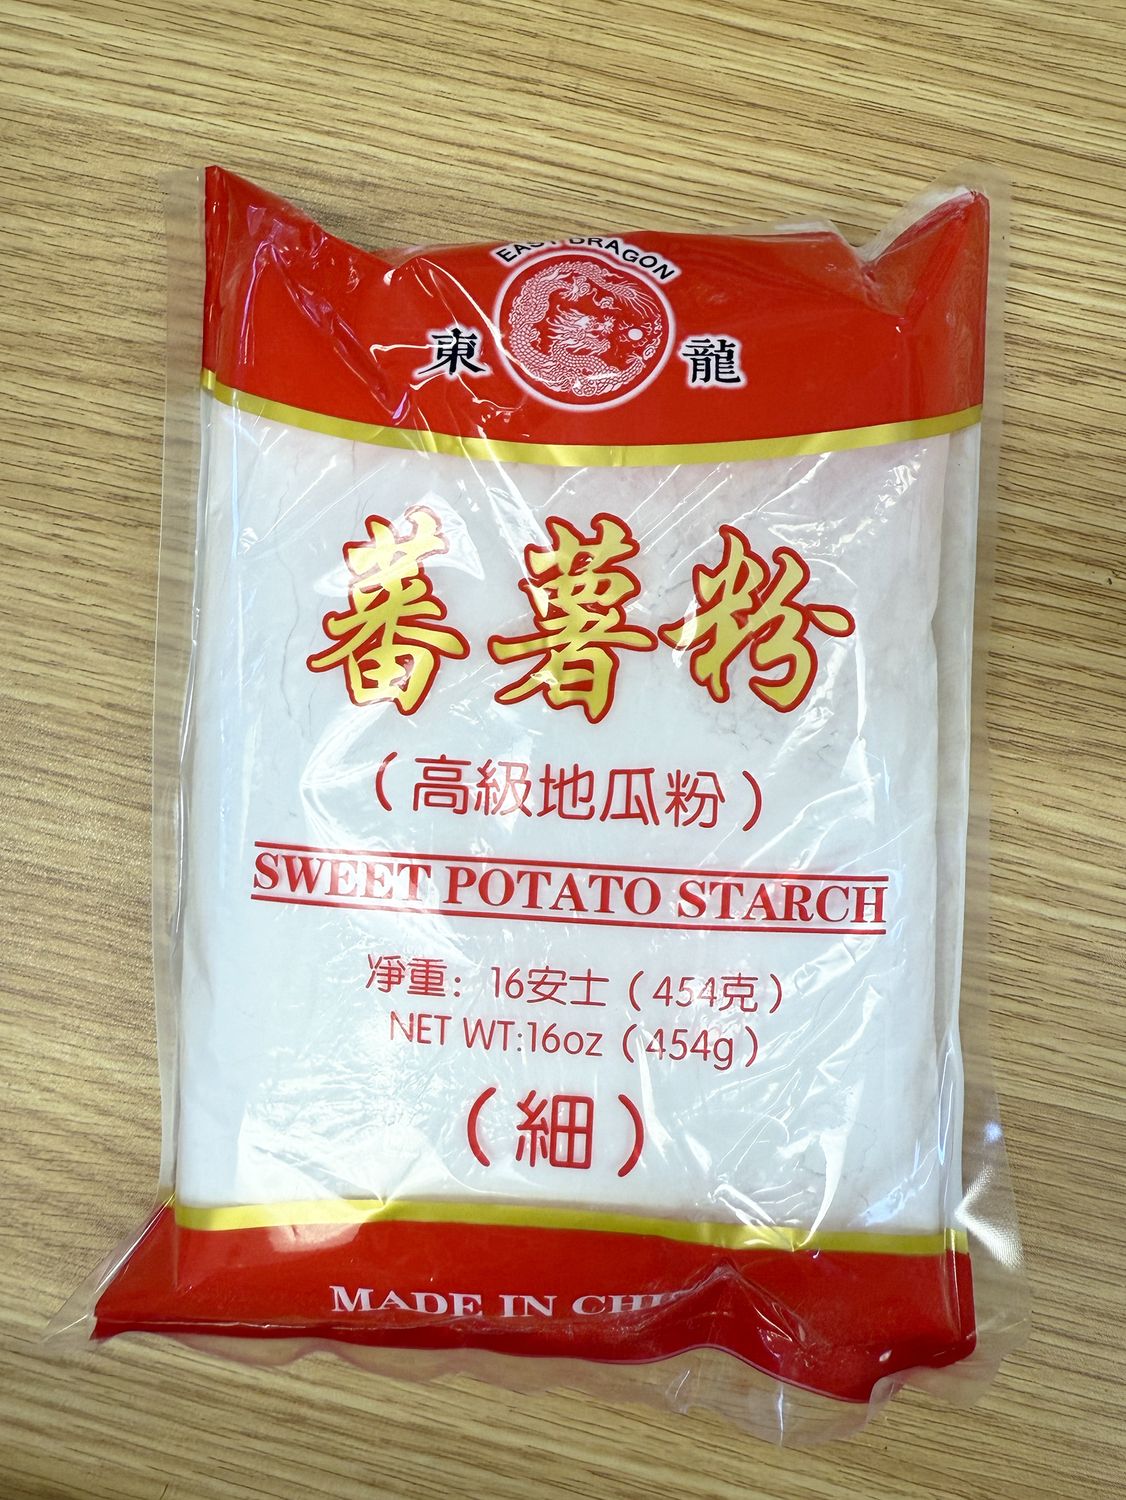 EAST DRAGON
東 龍
蕃薯粉
（高級地瓜粉）
SWEET POTATO STARCH
淨重：16安士（454克）
NET WT:16oz（454g）
（細）
MADE IN